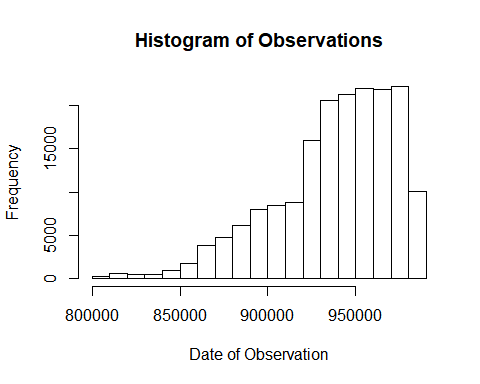 Histogram of Observations
Frequency
15000
5000
0
800000 850000 900000 950000
Date of Observation